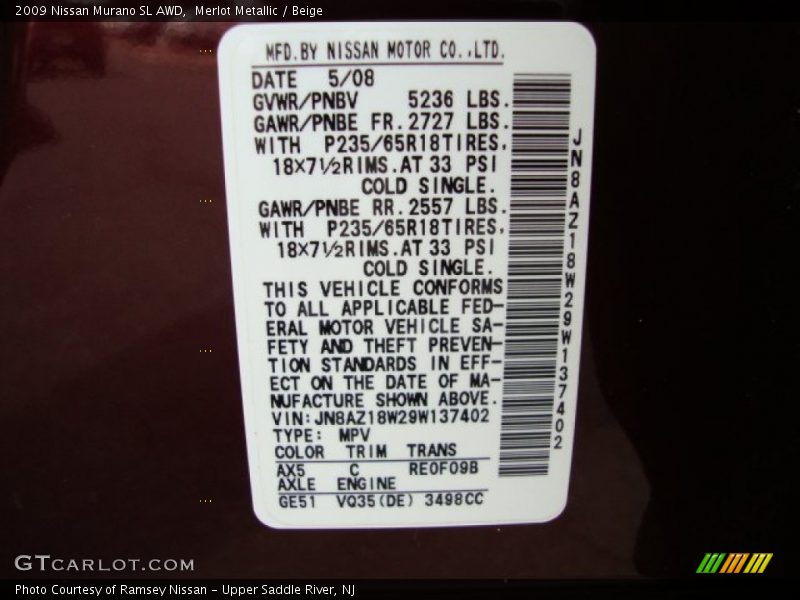 2009 Nissan Murano SL AWD,  Merlot Metallic / Beige
MFD.BY NISSAN MOTOR CO.,LTD.
DATE 5/08
GVWR/PNBV 5236 LBS.
GAWR/PNBE FR.2727 LBS.
WITH P235/65R18TIRES.
18×7½RIMS.AT 33 PSI
COLD SINGLE.
GAWR/PNBE RR.2557 LBS.
WITH P235/65R18TIRES.
18×7½RIMS.AT 33 PSI
COLD SINGLE.
THIS VEHICLE CONFORMS
TO ALL APPLICABLE FED-
ERAL MOTOR VEHICLE SA-
FETY AND THEFT PREVEN-
TION STANDARDS IN EFF-
ECT ON THE DATE OF MA-
NUFACTURE SHOWN ABOVE.
VIN:JN8AZ18W29W137402
TYPE: MPV
COLOR TRIM TRANS
AX5 C RE0F09B
AXLE ENGINE
GE51 VQ35(DE) 3498CC
JN8AZ18W29W137402
GTCARLOT.COM
Photo Courtesy of Ramsey Nissan - Upper Saddle River, NJ